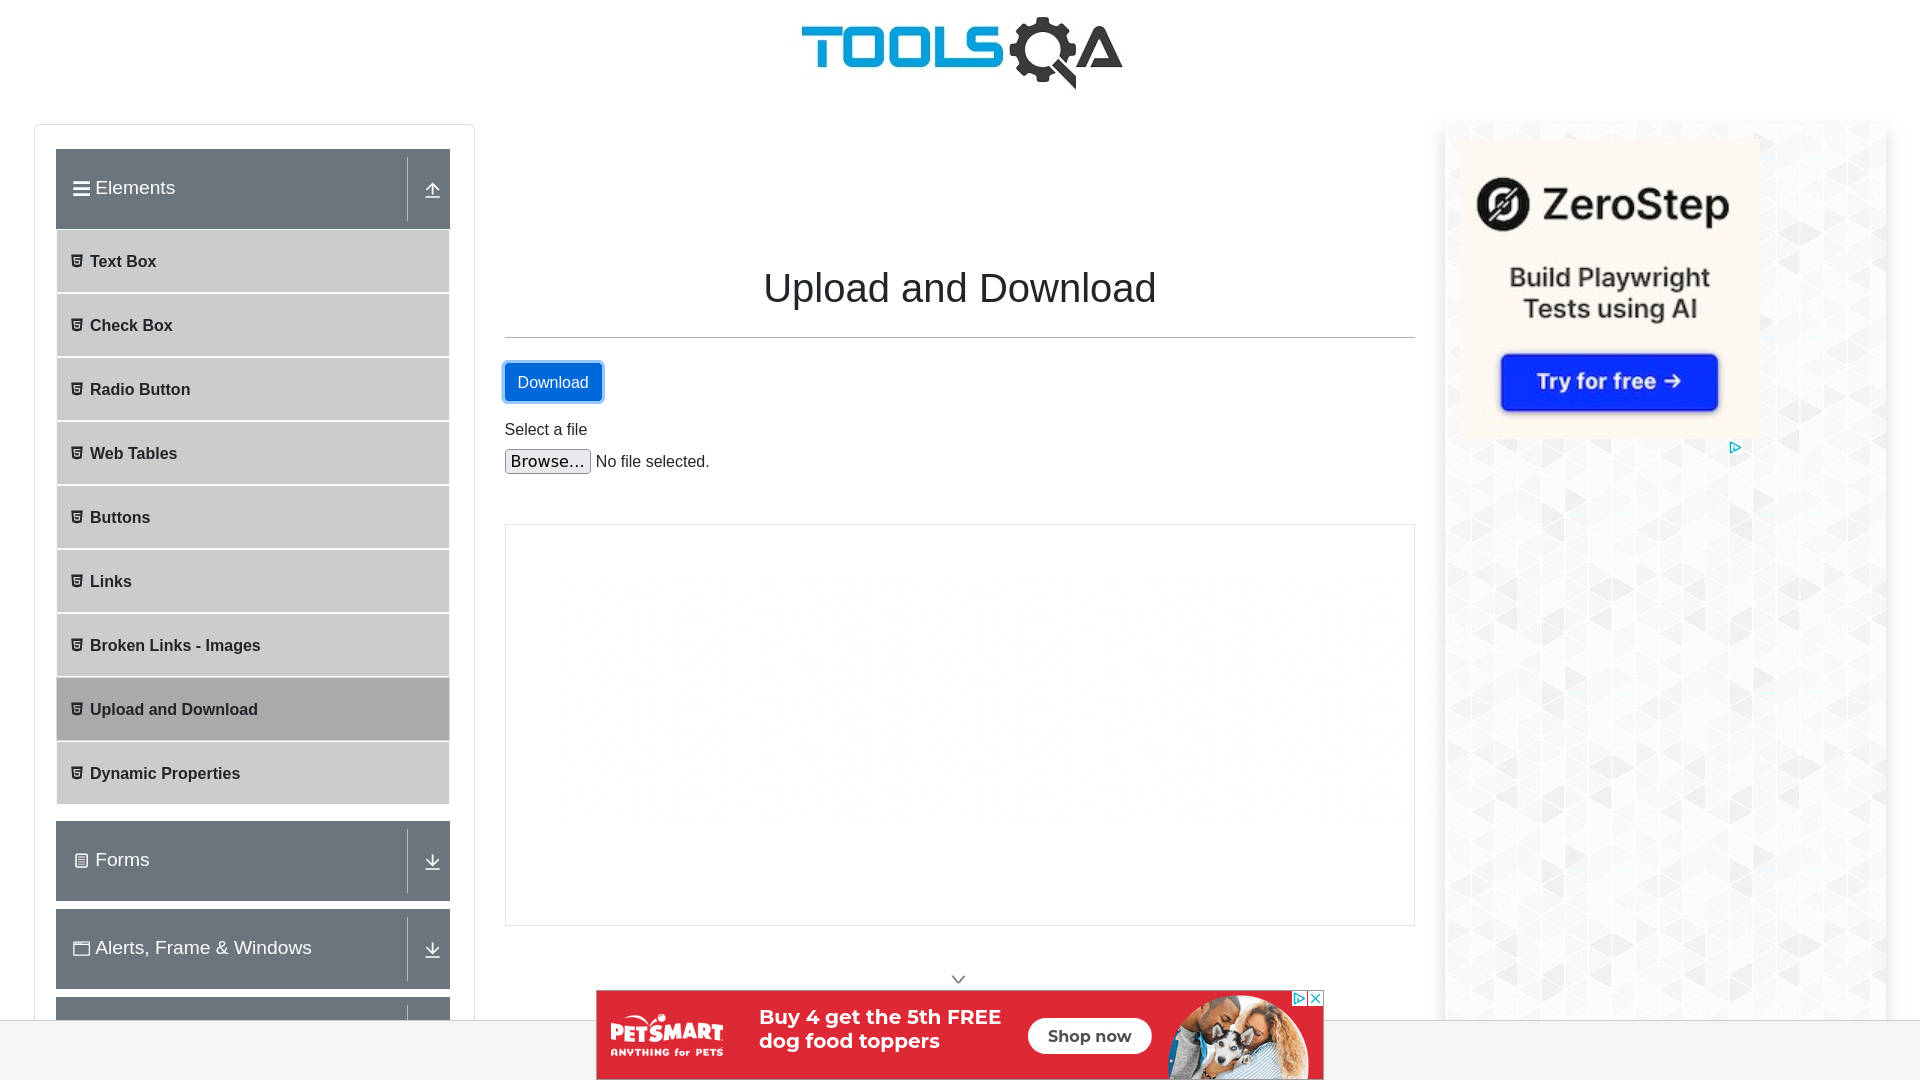 TOOLSQA
Elements
Text Box
Check Box
Radio Button
Web Tables
Buttons
Links
Broken Links - Images
Upload and Download
Dynamic Properties
Forms
Alerts, Frame & Windows
Upload and Download
Download
Select a file
Browse... No file selected.
ZeroStep
Build Playwright
Tests using AI
Try for free →
PETSMART
ANYTHING for PETS
Buy 4 get the 5th FREE
dog food toppers
Shop now